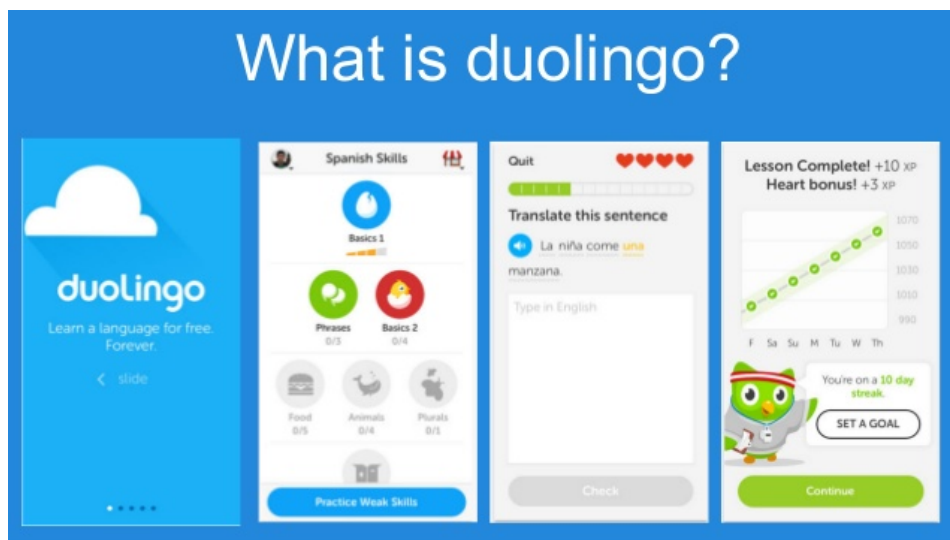 What is duolingo?
duolingo
Learn a language for free.
Forever.
slide
Spanish Skills
Basics 1
Phrases
Basics 2
0/3
0/4
Food
Animals
Plurals
0/5
0/4
0/1
Practice Weak Skills
Quit
Translate this sentence
La niña come una
manzana.
Type in English
Check
Lesson Complete! +10 XP
Heart bonus! +3 XP
1070
1050
1030
1010
990
F Sa Su M Tu W Th
You're on a 10 day
streak.
SET A GOAL
Continue